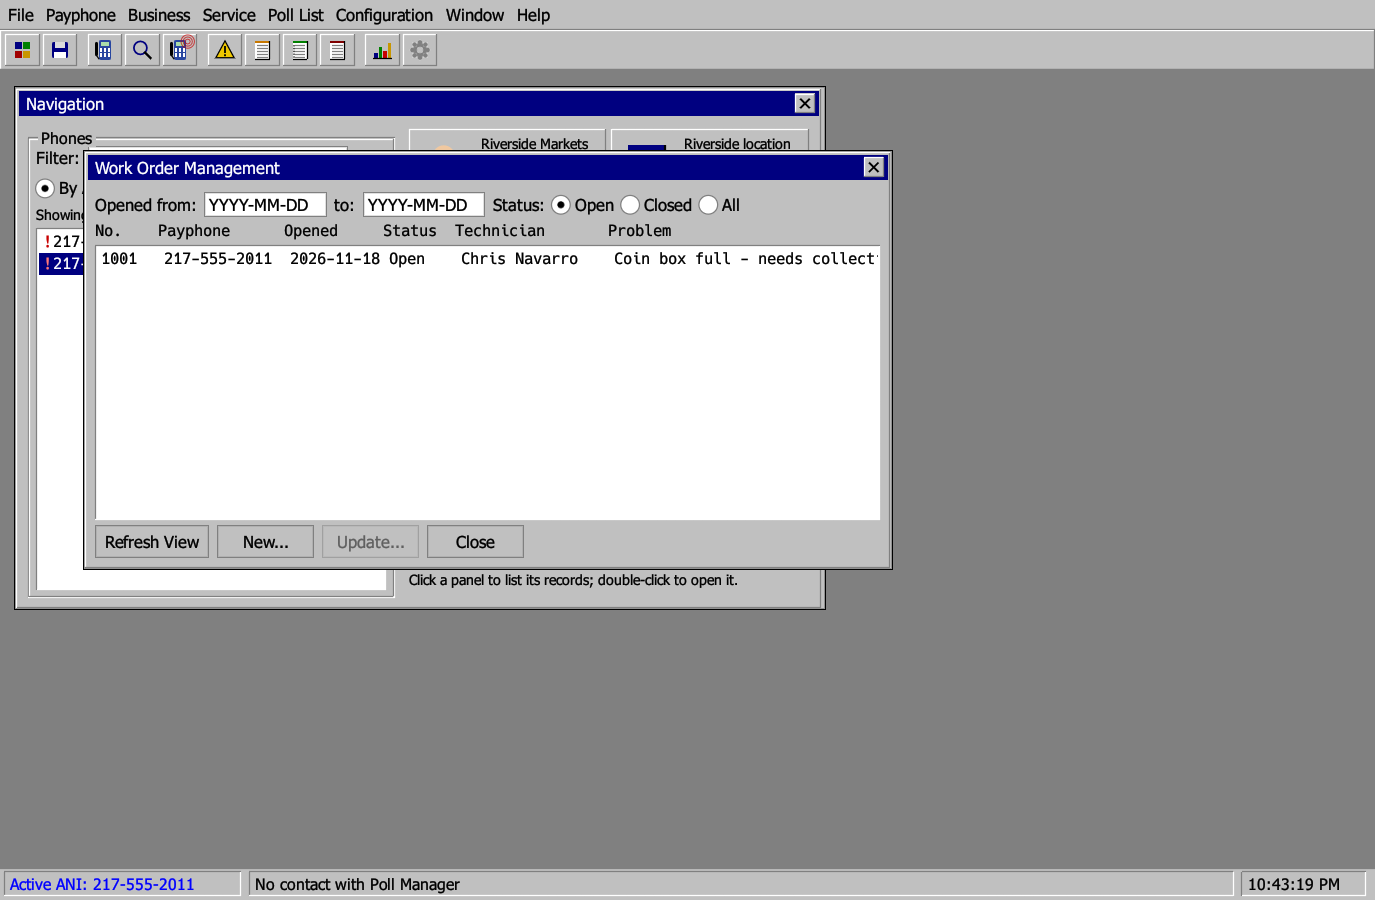 File Payphone Business Service Poll List Configuration Window Help
Navigation
Phones
Filter:
Riverside Markets
Riverside location
By
Showing
!217-
!217-
Work Order Management
Opened from: YYYY-MM-DD to: YYYY-MM-DD Status: Open Closed All
No. Payphone Opened Status Technician Problem
1001 217-555-2011 2026-11-18 Open Chris Navarro Coin box full - needs collect
Refresh View New... Update... Close
Click a panel to list its records; double-click to open it.
Active ANI: 217-555-2011 No contact with Poll Manager 10:43:19 PM